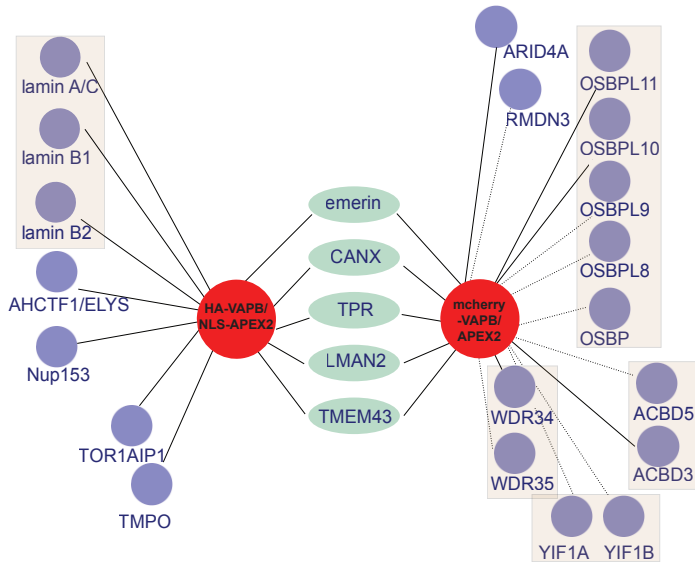 ARID4A
RMDN3
lamin A/C
lamin B1
lamin B2
AHCTF1/ELYS
Nup153
TOR1AIP1
TMPO
HA-VAPB/
NLS-APEX2
emerin
CANX
TPR
LMAN2
TMEM43
mcherry
-VAPB/
APEX2
OSBPL11
OSBPL10
OSBPL9
OSBPL8
OSBP
WDR34
WDR35
ACBD5
ACBD3
YIF1A
YIF1B